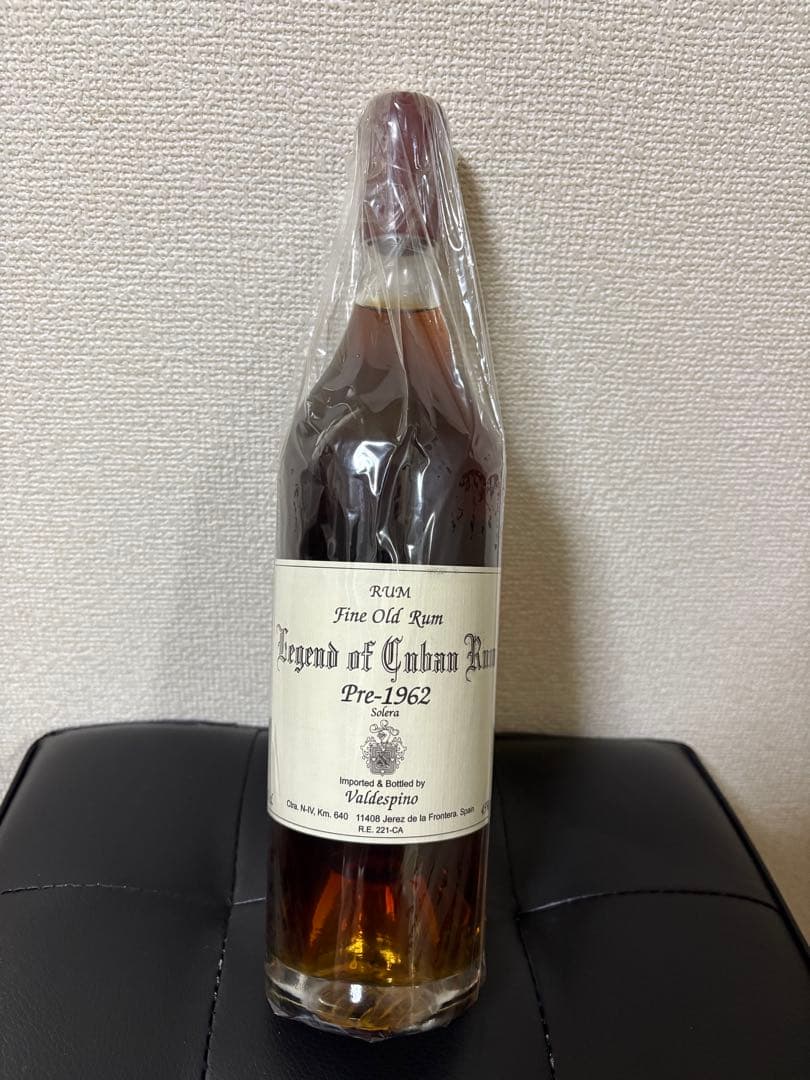 RUM
Fine Old Rum
Legend of Cuban Rum
Pre-1962
Solera
Imported & Bottled by
Valdespino
Ctra. N-IV, Km. 640 11408 Jerez de la Frontera. Spain
R.E. 221-CA